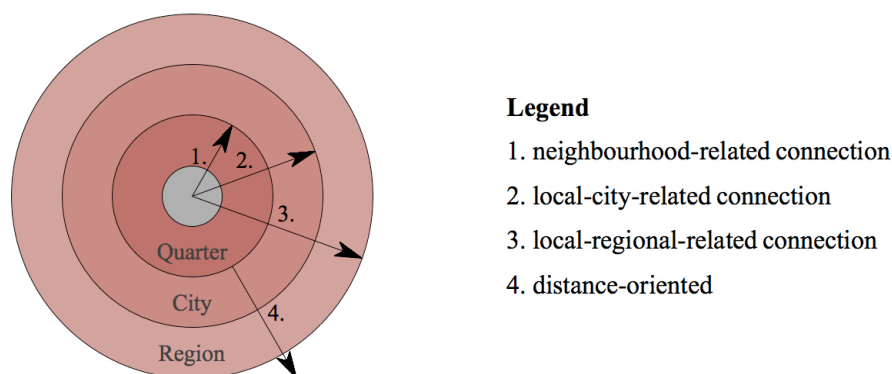 1.
2.
3.
Quarter
City
4.
Region
Legend
1. neighbourhood-related connection
2. local-city-related connection
3. local-regional-related connection
4. distance-oriented